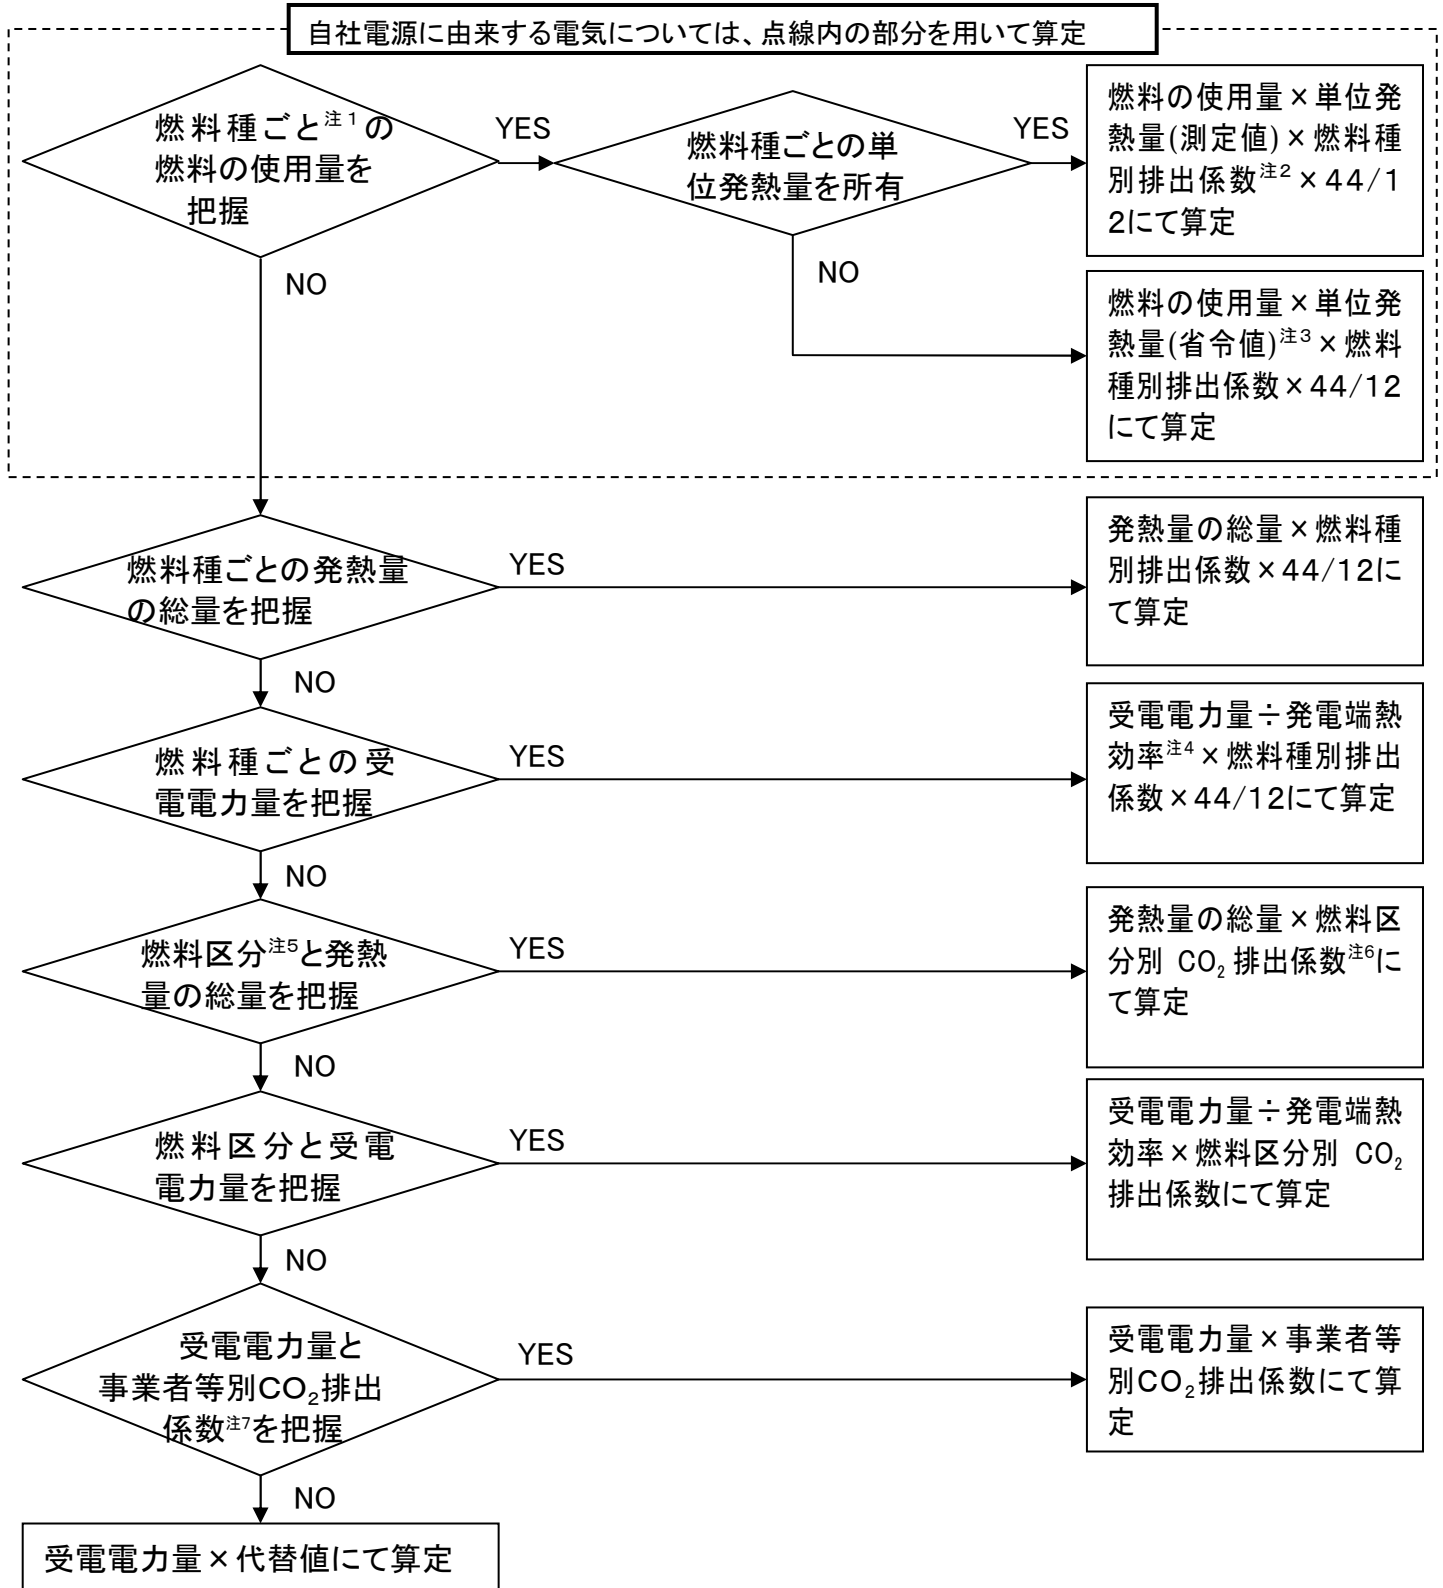 自社電源に由来する電気については、点線内の部分を用いて算定
燃料種ごと注1の
燃料の使用量を
把握
YES
燃料種ごとの単
位発熱量を所有
YES
燃料の使用量×単位発
熱量(測定値)×燃料種
別排出係数注2×44/1
2にて算定
NO
NO
燃料の使用量×単位発
熱量(省令値)注3×燃料
種別排出係数×44/12
にて算定
燃料種ごとの発熱量
の総量を把握
YES
発熱量の総量×燃料種
別排出係数×44/12に
て算定
NO
燃料種ごとの受
電電力量を把握
YES
受電電力量÷発電端熱
効率注4×燃料種別排出
係数×44/12にて算定
NO
燃料区分注5と発熱
量の総量を把握
YES
発熱量の総量×燃料区
分別 CO₂排出係数注6に
て算定
NO
燃料区分と受電
電力量を把握
YES
受電電力量÷発電端熱
効率×燃料区分別 CO₂
排出係数にて算定
NO
受電電力量と
事業者等別CO₂排出
係数注7を把握
YES
受電電力量×事業者等
別CO₂排出係数にて算
定
NO
受電電力量×代替値にて算定